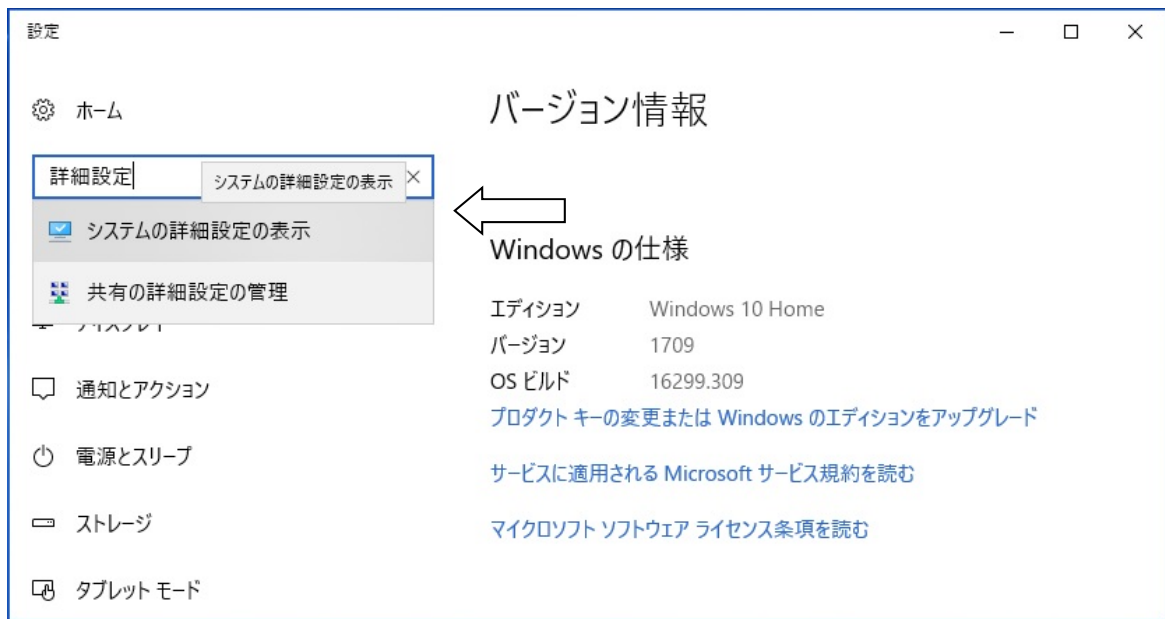 設定
ホーム
バージョン情報
詳細設定
システムの詳細設定の表示
システムの詳細設定の表示
共有の詳細設定の管理
ディスプレイ
通知とアクション
電源とスリープ
ストレージ
タブレット モード
Windows の仕様
エディション Windows 10 Home
バージョン 1709
OS ビルド 16299.309
プロダクト キーの変更または Windows のエディションをアップグレード
サービスに適用される Microsoft サービス規約を読む
マイクロソフト ソフトウェア ライセンス条項を読む